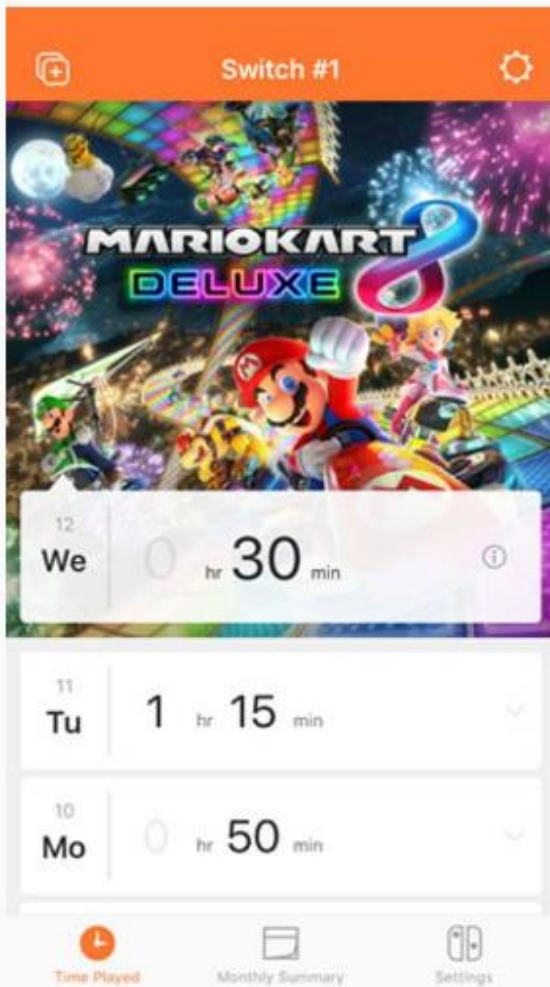 Switch #1
MARIOKART 8
DELUXE
12
We
0 hr 30 min
11
Tu
1 hr 15 min
10
Mo
0 hr 50 min
Time Played
Monthly Summary
Settings